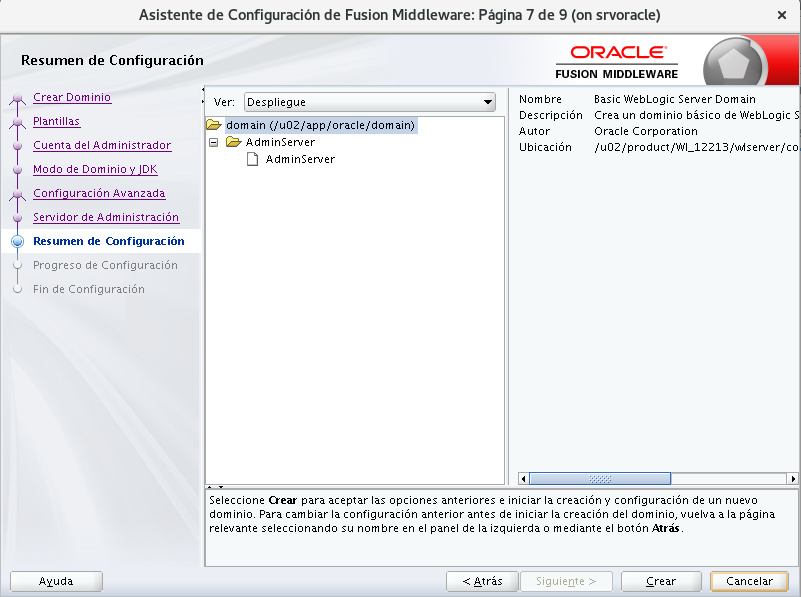 Asistente de Configuración de Fusion Middleware: Página 7 de 9 (on srvoracle)
Resumen de Configuración
ORACLE
FUSION MIDDLEWARE
Crear Dominio
Plantillas
Cuenta del Administrador
Modo de Dominio y JDK
Configuración Avanzada
Servidor de Administración
Resumen de Configuración
Progreso de Configuración
Fin de Configuración
Ver: Despliegue
domain (/u02/app/oracle/domain)
AdminServer
AdminServer
Nombre Basic WebLogic Server Domain
Descripción Crea un dominio básico de WebLogic S
Autor Oracle Corporation
Ubicación /u02/product/Wl_12213/wlserver/co
Seleccione Crear para aceptar las opciones anteriores e iniciar la creación y configuración de un nuevo
dominio. Para cambiar la configuración anterior antes de iniciar la creación del dominio, vuelva a la página
relevante seleccionando su nombre en el panel de la izquierda o mediante el botón Atrás.
Ayuda
< Atrás
Siguiente >
Crear
Cancelar